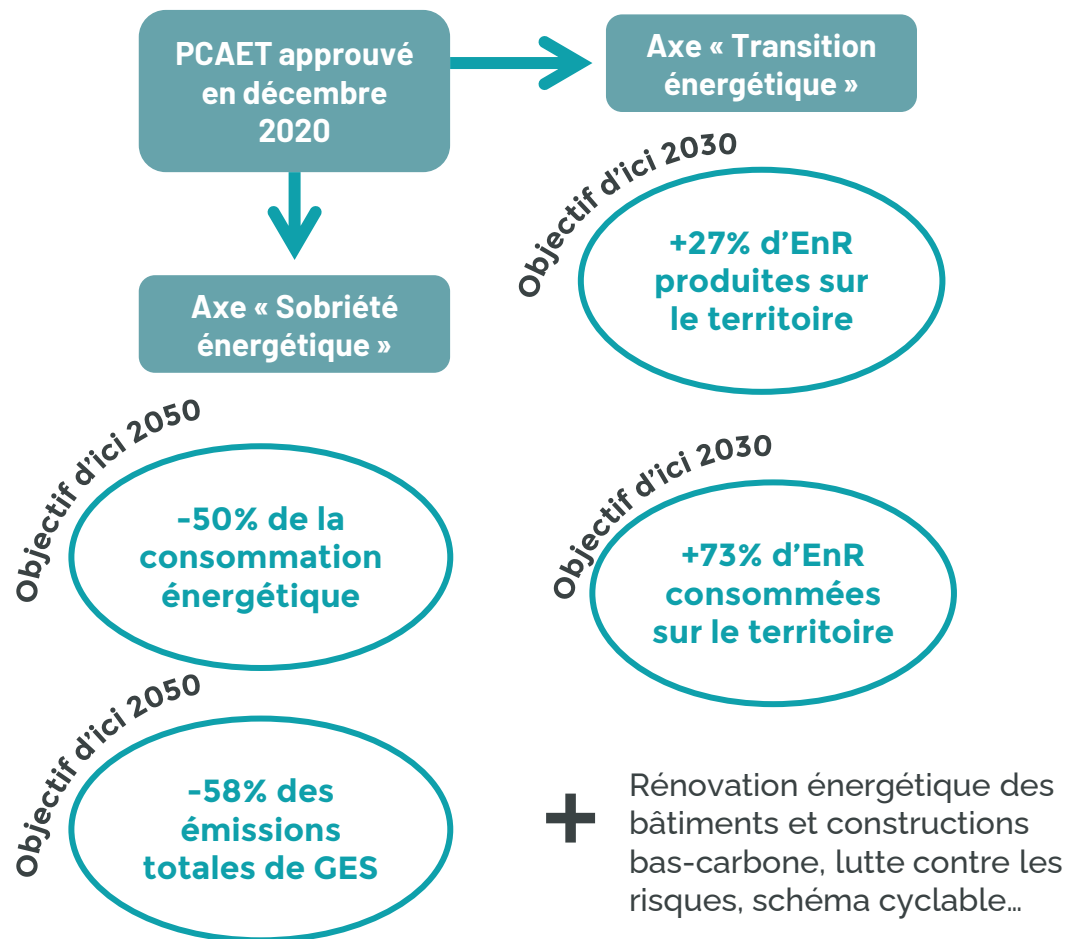 PCAET approuvé
en décembre
2020
Axe « Transition
énergétique »
Objectif d'ici 2030
+27% d'EnR
produites sur
le territoire
Axe « Sobriété
énergétique »
Objectif d'ici 2050
-50% de la
consommation
énergétique
Objectif d'ici 2030
+73% d'EnR
consommées
sur le territoire
Objectif d'ici 2050
-58% des
émissions
totales de GES
+
Rénovation énergétique des
bâtiments et constructions
bas-carbone, lutte contre les
risques, schéma cyclable…